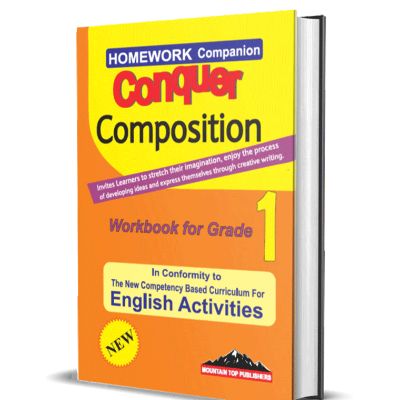 HOMEWORK Companion
Conquer
Composition
Invites Learners to stretch their imagination, enjoy the process
of developing ideas and express themselves through creative writing.
Workbook for Grade 1
In Conformity to
The New Competency Based Curriculum For
English Activities
NEW
MOUNTAIN TOP PUBLISHERS